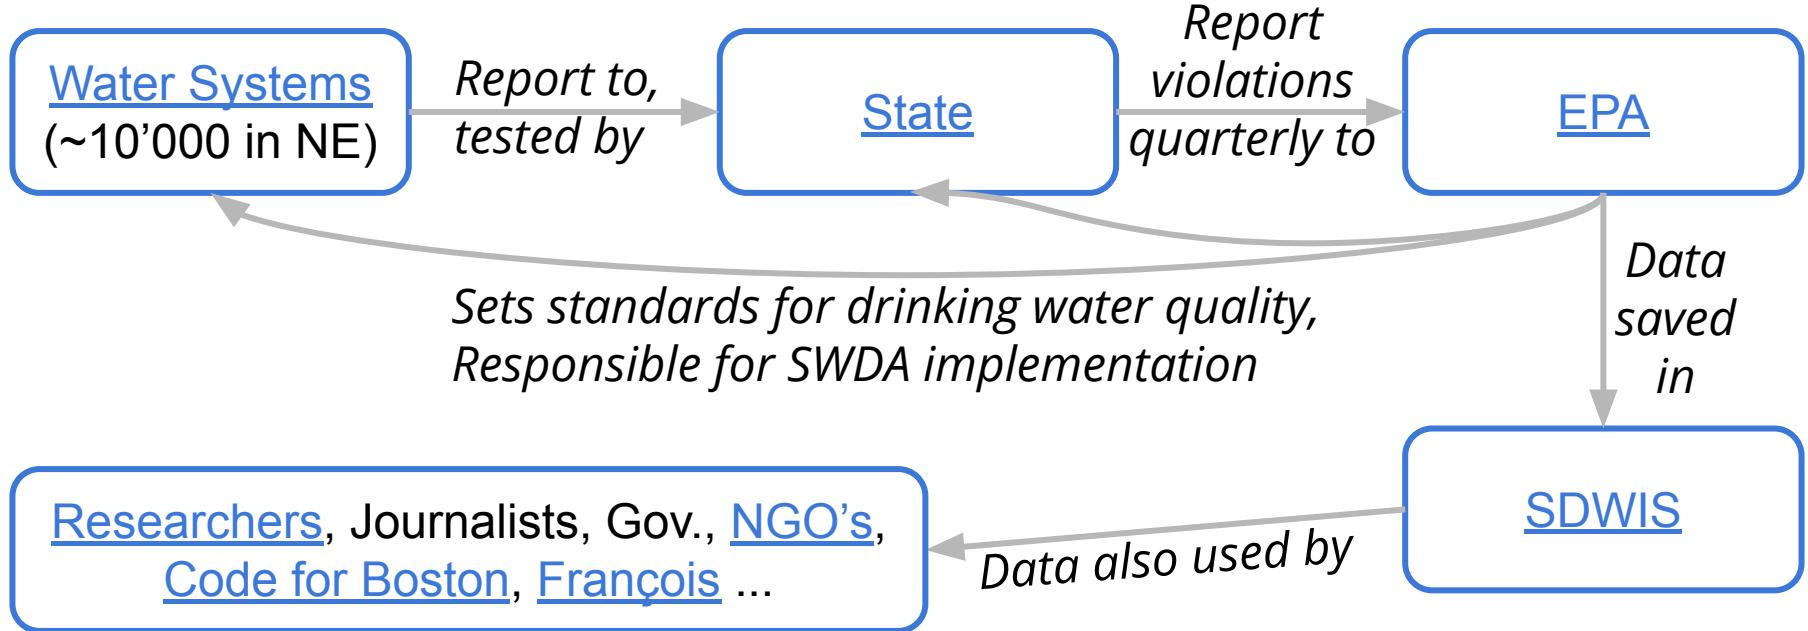 Water Systems
(~10’000 in NE)
Report to,
tested by
State
Report
violations
quarterly to
EPA
Sets standards for drinking water quality,
Responsible for SWDA implementation
Data
saved
in
SDWIS
Data also used by
Researchers, Journalists, Gov., NGO’s,
Code for Boston, François ...